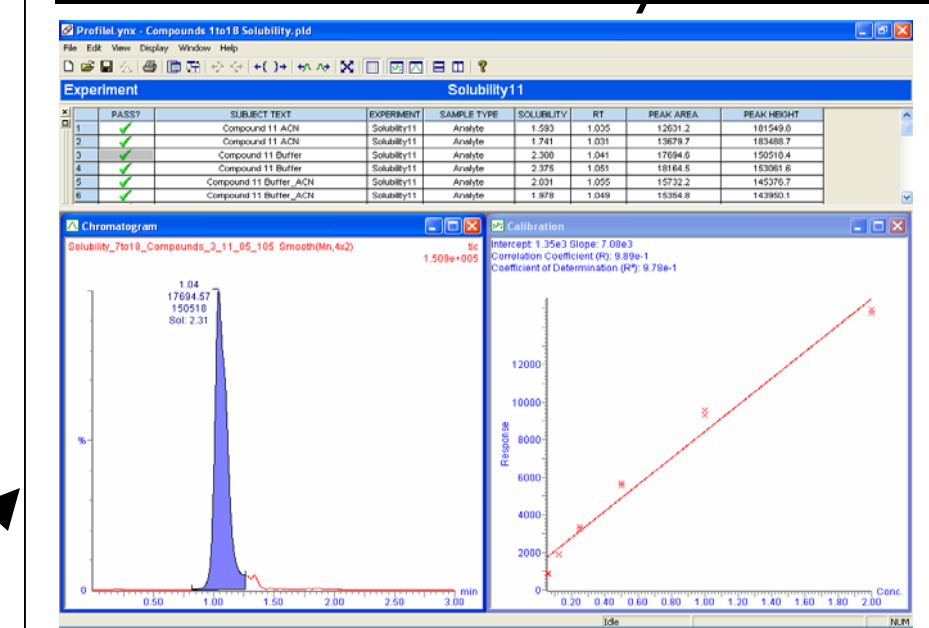 ProfileLynx - Compounds 1to18 Solubility.pld
File Edit View Display Window Help
Experiment Solubility11
PASS? SUBJECT TEXT EXPERIMENT SAMPLE TYPE SOLUBILITY RT PEAK AREA PEAK HEIGHT
1 Compound 11 ACN Solubility11 Analyte 1.593 1.035 12631.2 181549.8
2 Compound 11 ACN Solubility11 Analyte 1.741 1.031 13679.7 183488.7
3 Compound 11 Buffer Solubility11 Analyte 2.308 1.041 17694.6 150518.4
4 Compound 11 Buffer Solubility11 Analyte 2.375 1.051 18164.5 153061.6
5 Compound 11 Buffer_ACN Solubility11 Analyte 2.031 1.055 15732.2 145376.7
6 Compound 11 Buffer_ACN Solubility11 Analyte 1.978 1.049 15354.8 143950.1
Chromatogram
Solubility_7to18_Compounds_3_11_05_105 Smooth(Mn,4x2) tic
1.509e+005
1.04
17694.57
150518
Sol: 2.31
%
0
min
0.50 1.00 1.50 2.00 2.50 3.00
Calibration
Intercept: 1.35e3 Slope: 7.08e3
Correlation Coefficient (R): 9.89e-1
Coefficient of Determination (R²): 9.78e-1
12000
10000
8000
6000
4000
2000
0
Response
Conc.
0.20 0.40 0.60 0.80 1.00 1.20 1.40 1.60 1.80 2.00
Idle NUM